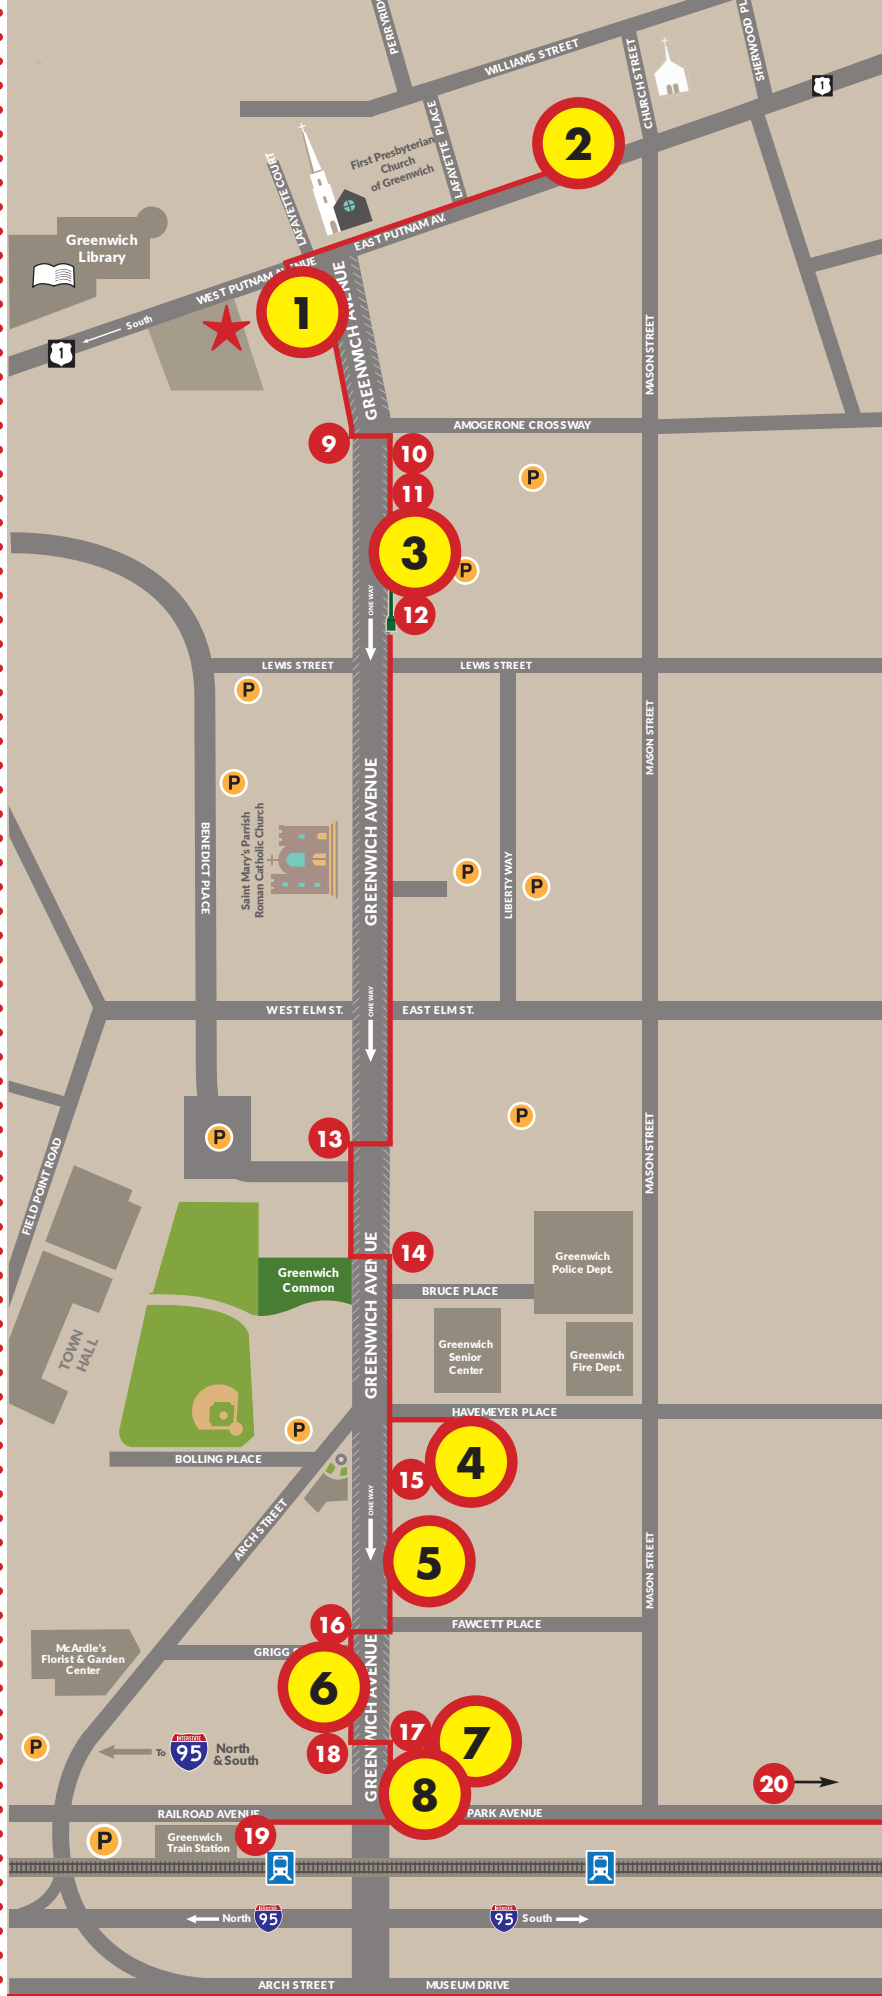 PERRYRID
WILLIAMS STREET
CHURCH STREET
SHERWOOD PL
1
LAFAYETTE PLACE
2
First Presbyterian
Church
of Greenwich
LAFAYETTE COURT
EAST PUTNAM AV.
Greenwich
Library
WEST PUTNAM AVENUE
South
1
1
GREENWICH AVENUE
MASON STREET
AMOGERONE CROSSWAY
9
10
11
P
3
P
ONE WAY
12
LEWIS STREET
LEWIS STREET
P
MASON STREET
P
BENEDICT PLACE
Saint Mary's Parrish
Roman Catholic Church
GREENWICH AVENUE
P
P
LIBERTY WAY
ONE WAY
WEST ELM ST.
EAST ELM ST.
P
P
13
MASON STREET
FIELD POINT ROAD
14
GREENWICH AVENUE
Greenwich
Common
Greenwich
Police Dept.
BRUCE PLACE
TOWN
HALL
Greenwich
Senior
Center
Greenwich
Fire Dept.
HAVEMEYER PLACE
P
BOLLING PLACE
4
15
ONE WAY
ARCH STREET
5
MASON STREET
16
FAWCETT PLACE
McArdle's
Florist & Garden
Center
GRIGG S
GREENWICH AVENUE
6
17
7
18
P
To
INTERSTATE
95
North
& South
8
20
RAILROAD AVENUE
PARK AVENUE
P
Greenwich
Train Station
19
North
95
95
South
ARCH STREET
MUSEUM DRIVE